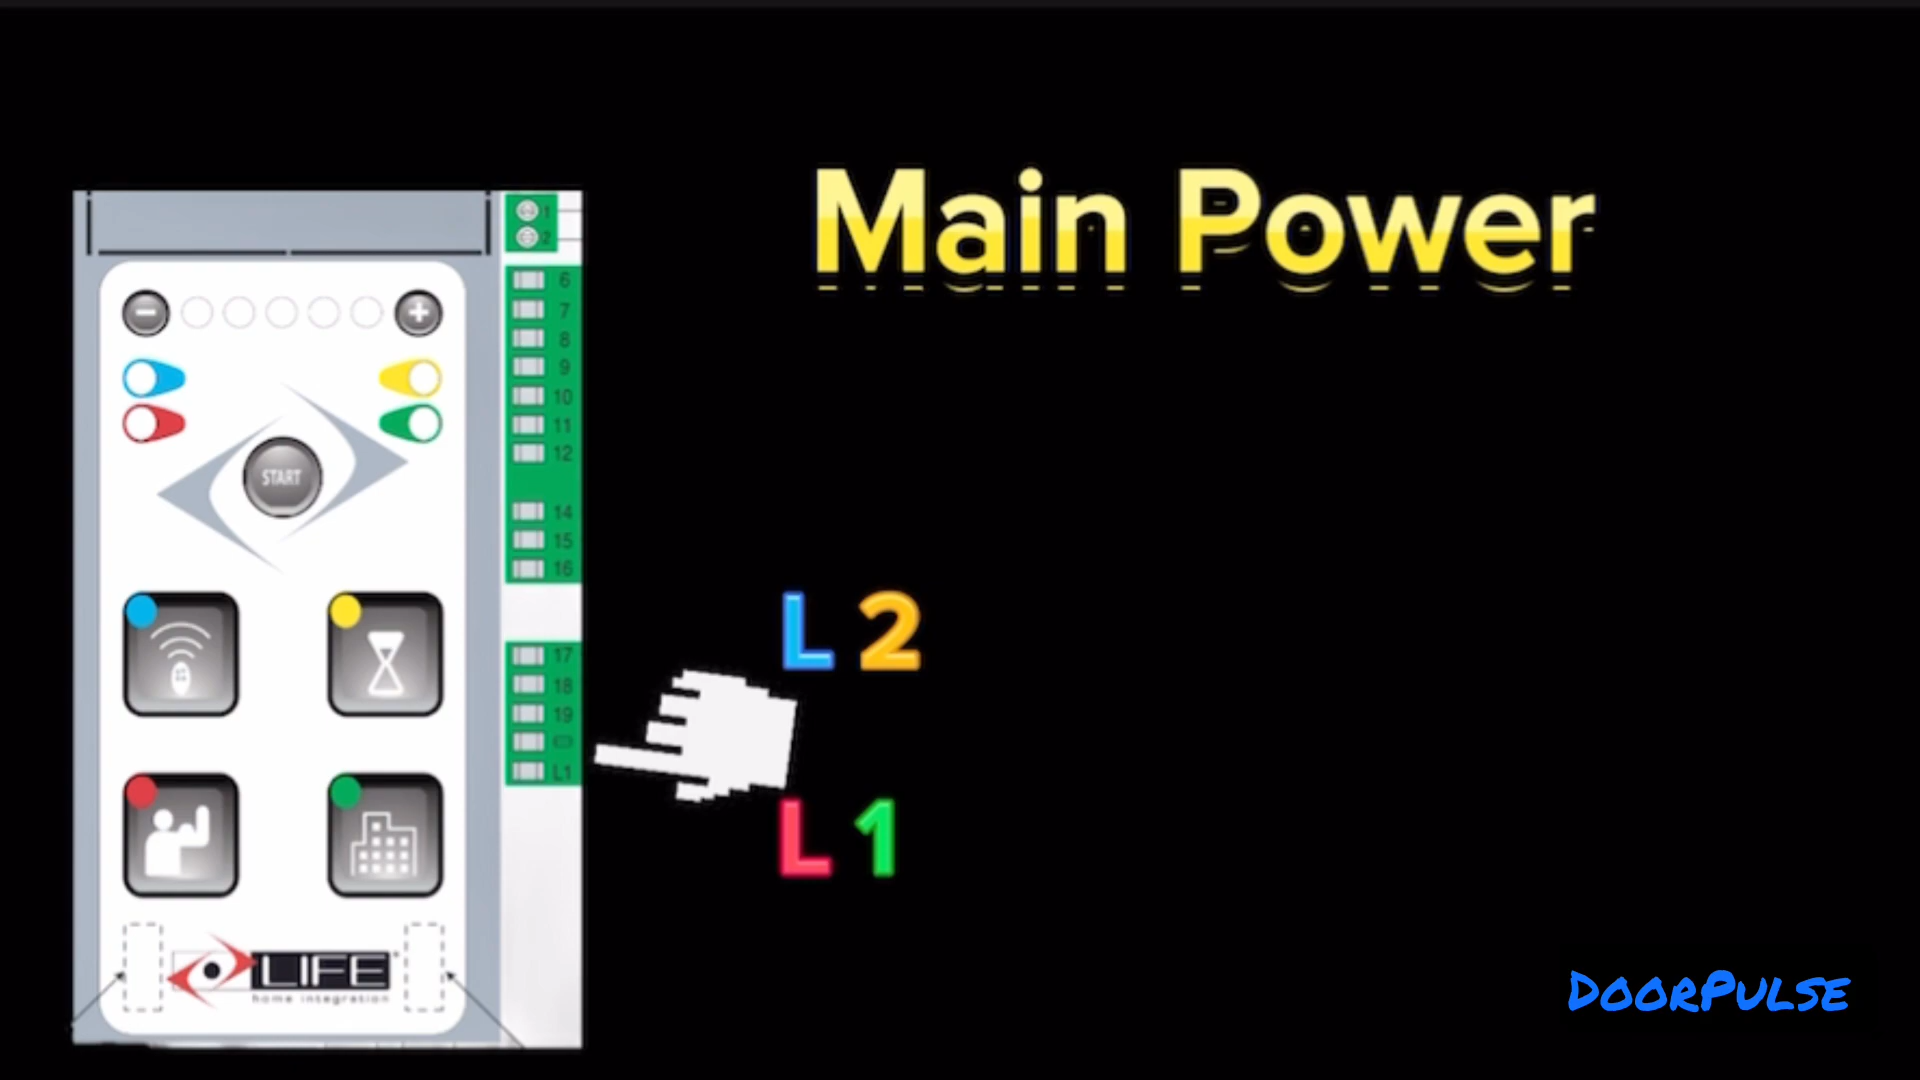 Main Power
1
2
6
7
8
9
10
11
12
14
15
16
17
18
19
L1
START
L 2
L 1
LIFE
home integration
DOORPULSE